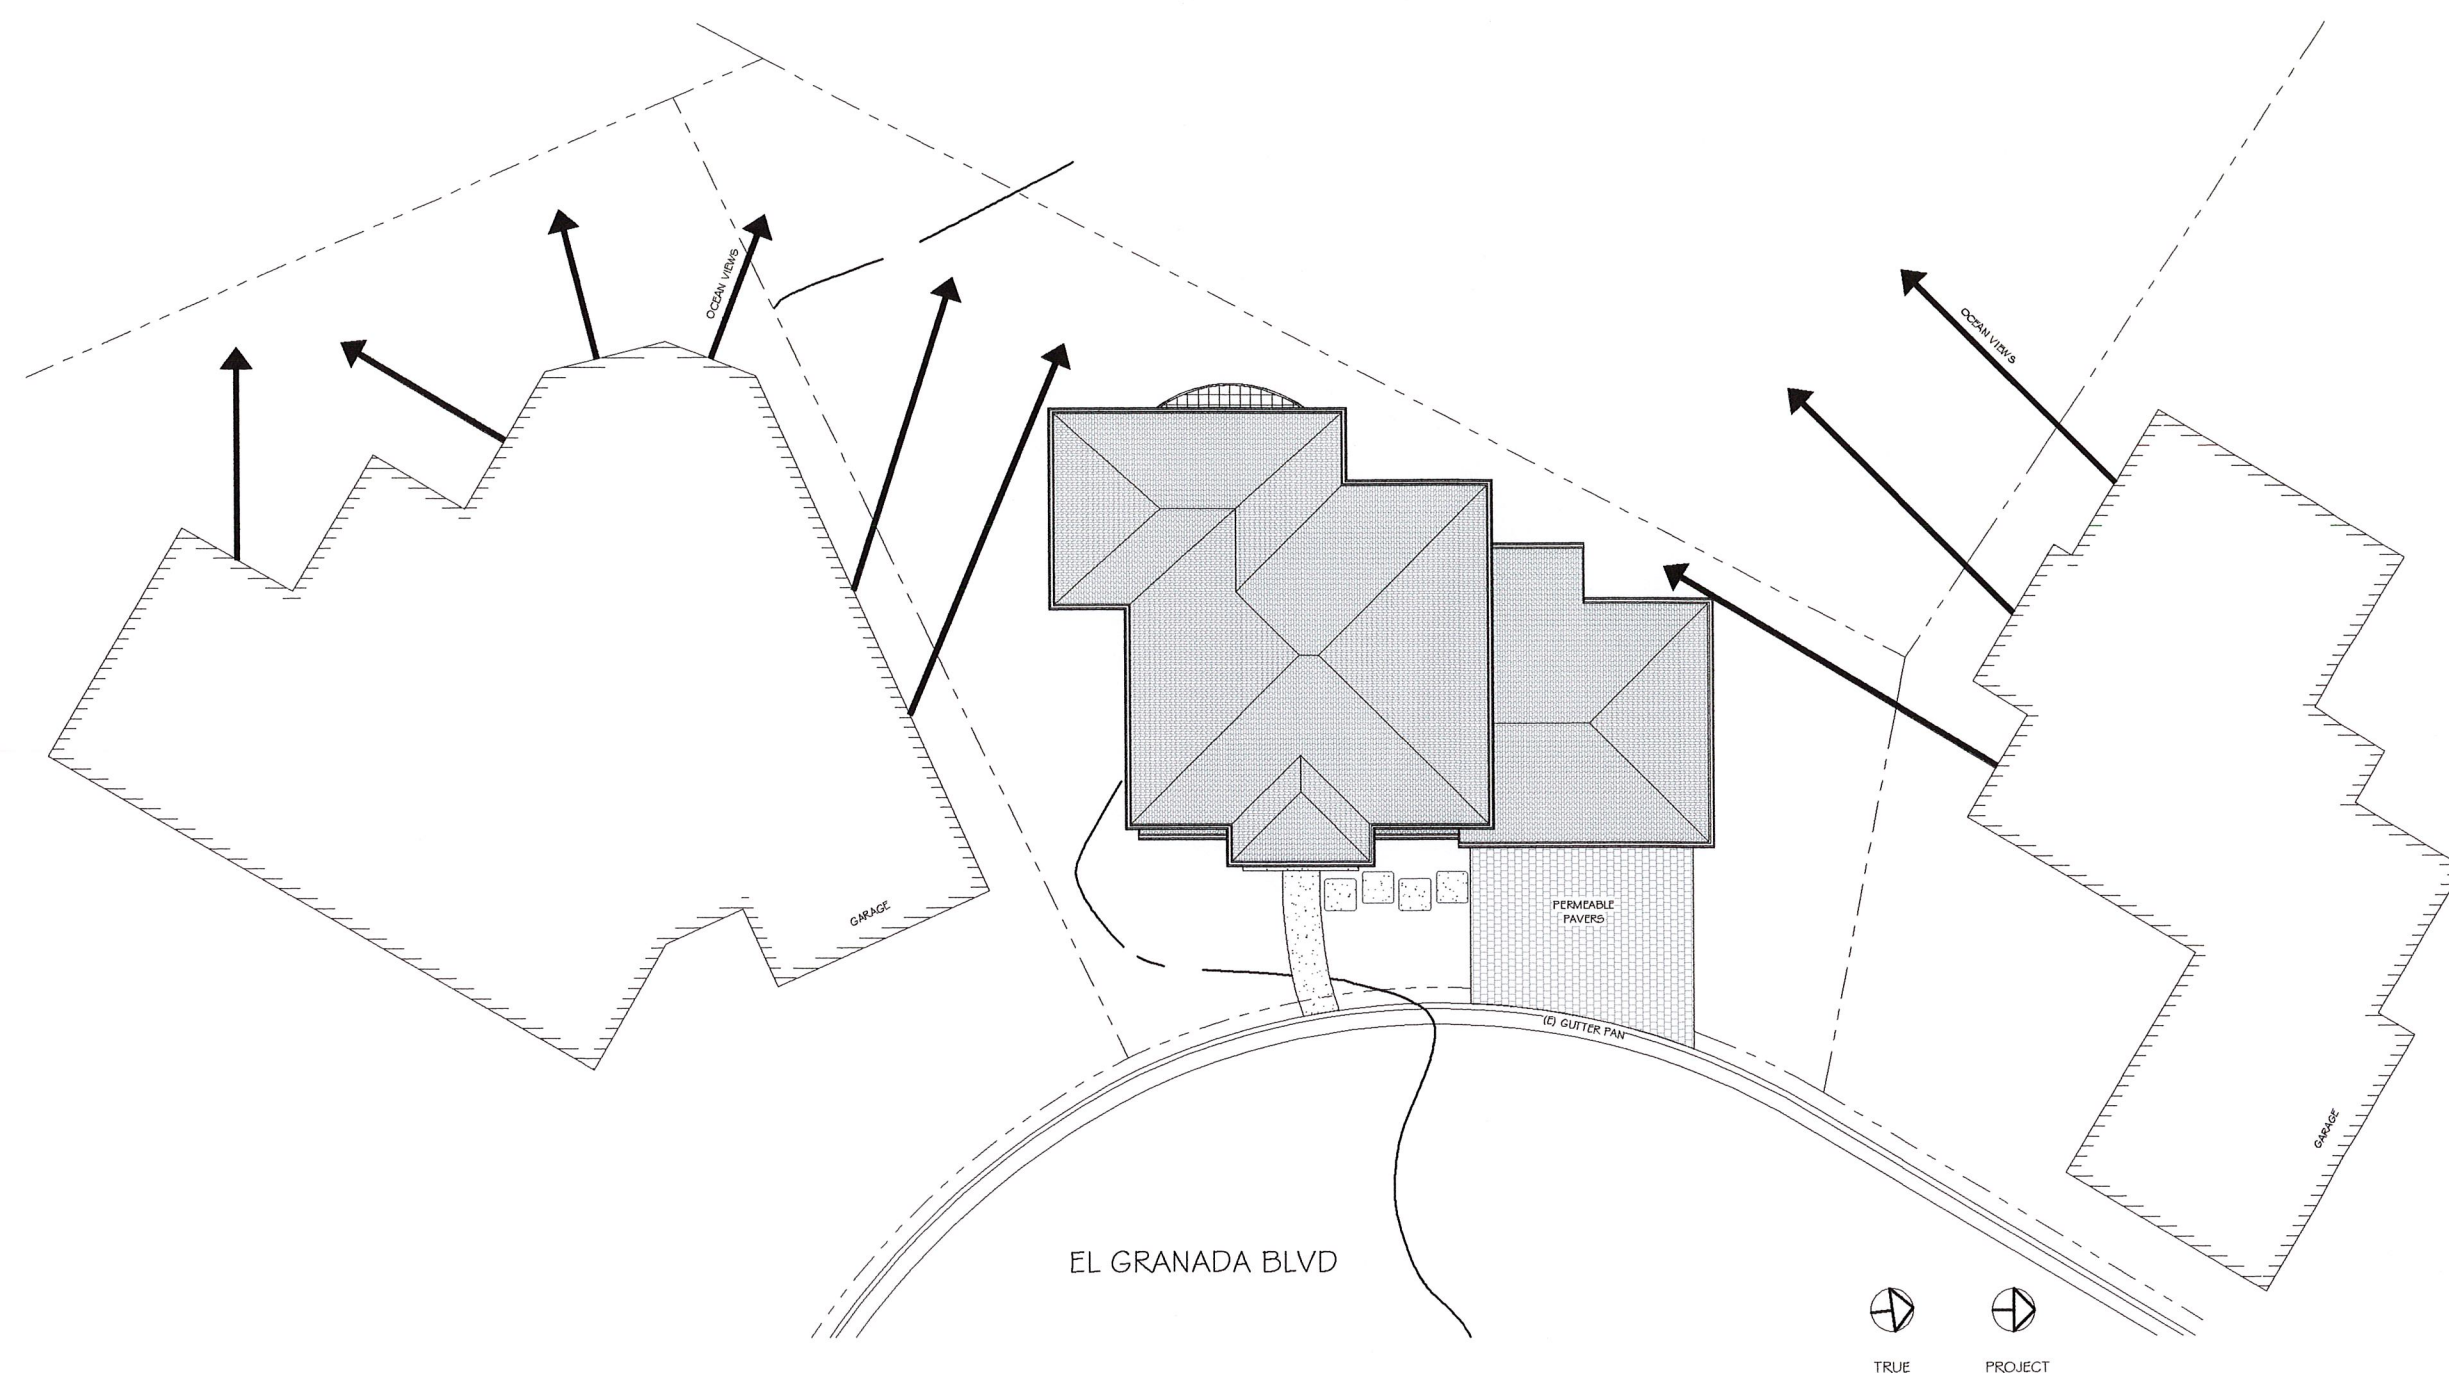 OCEAN VIEWS
OCEAN VIEWS
GARAGE
PERMEABLE
PAVERS
(E) GUTTER PAN
GARAGE
EL GRANADA BLVD
TRUE
PROJECT